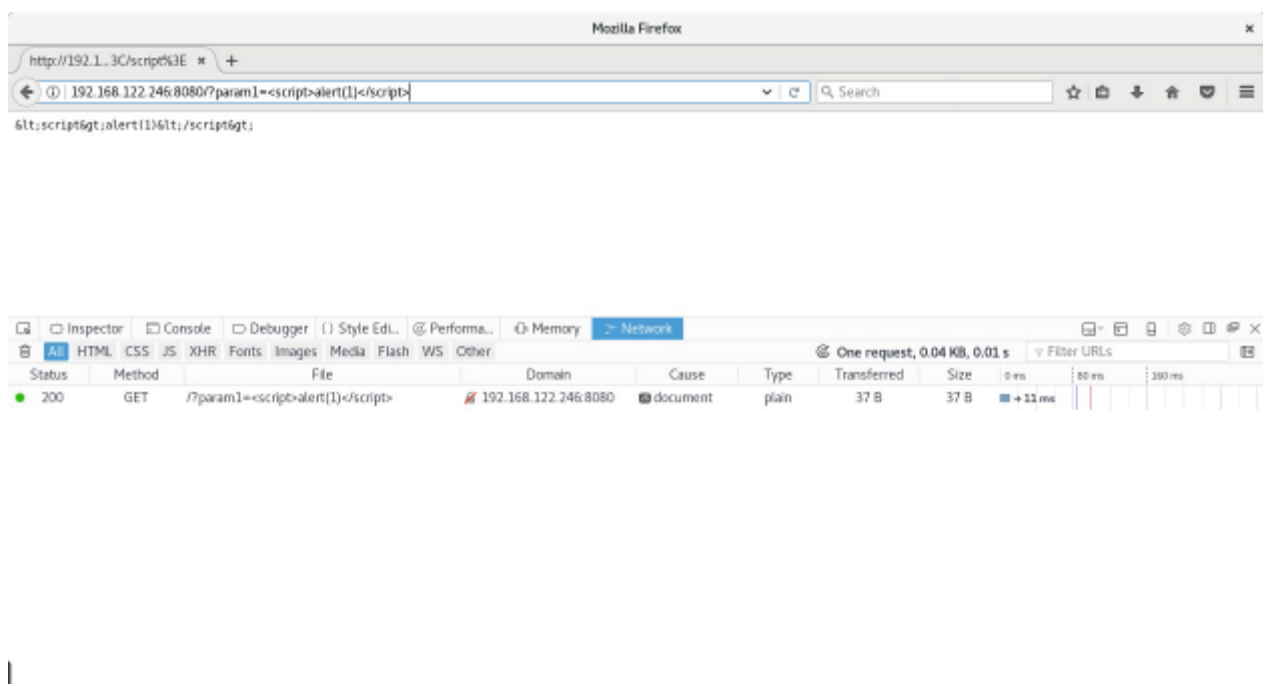 Mozilla Firefox
http://192.1...3C/script%3E
192.168.122.246:8080/?param1=<script>alert(1)</script>
Search
&lt;script&gt;alert(1)&lt;/script&gt;
Inspector Console Debugger {} Style Edi... Performa... Memory Network
All HTML CSS JS XHR Fonts Images Media Flash WS Other One request, 0.04 KB, 0.01 s Filter URLs
Status Method File Domain Cause Type Transferred Size 0 ms 80 ms 160 ms
200 GET /?param1=<script>alert(1)</script> 192.168.122.246:8080 document plain 37 B 37 B + 11 ms